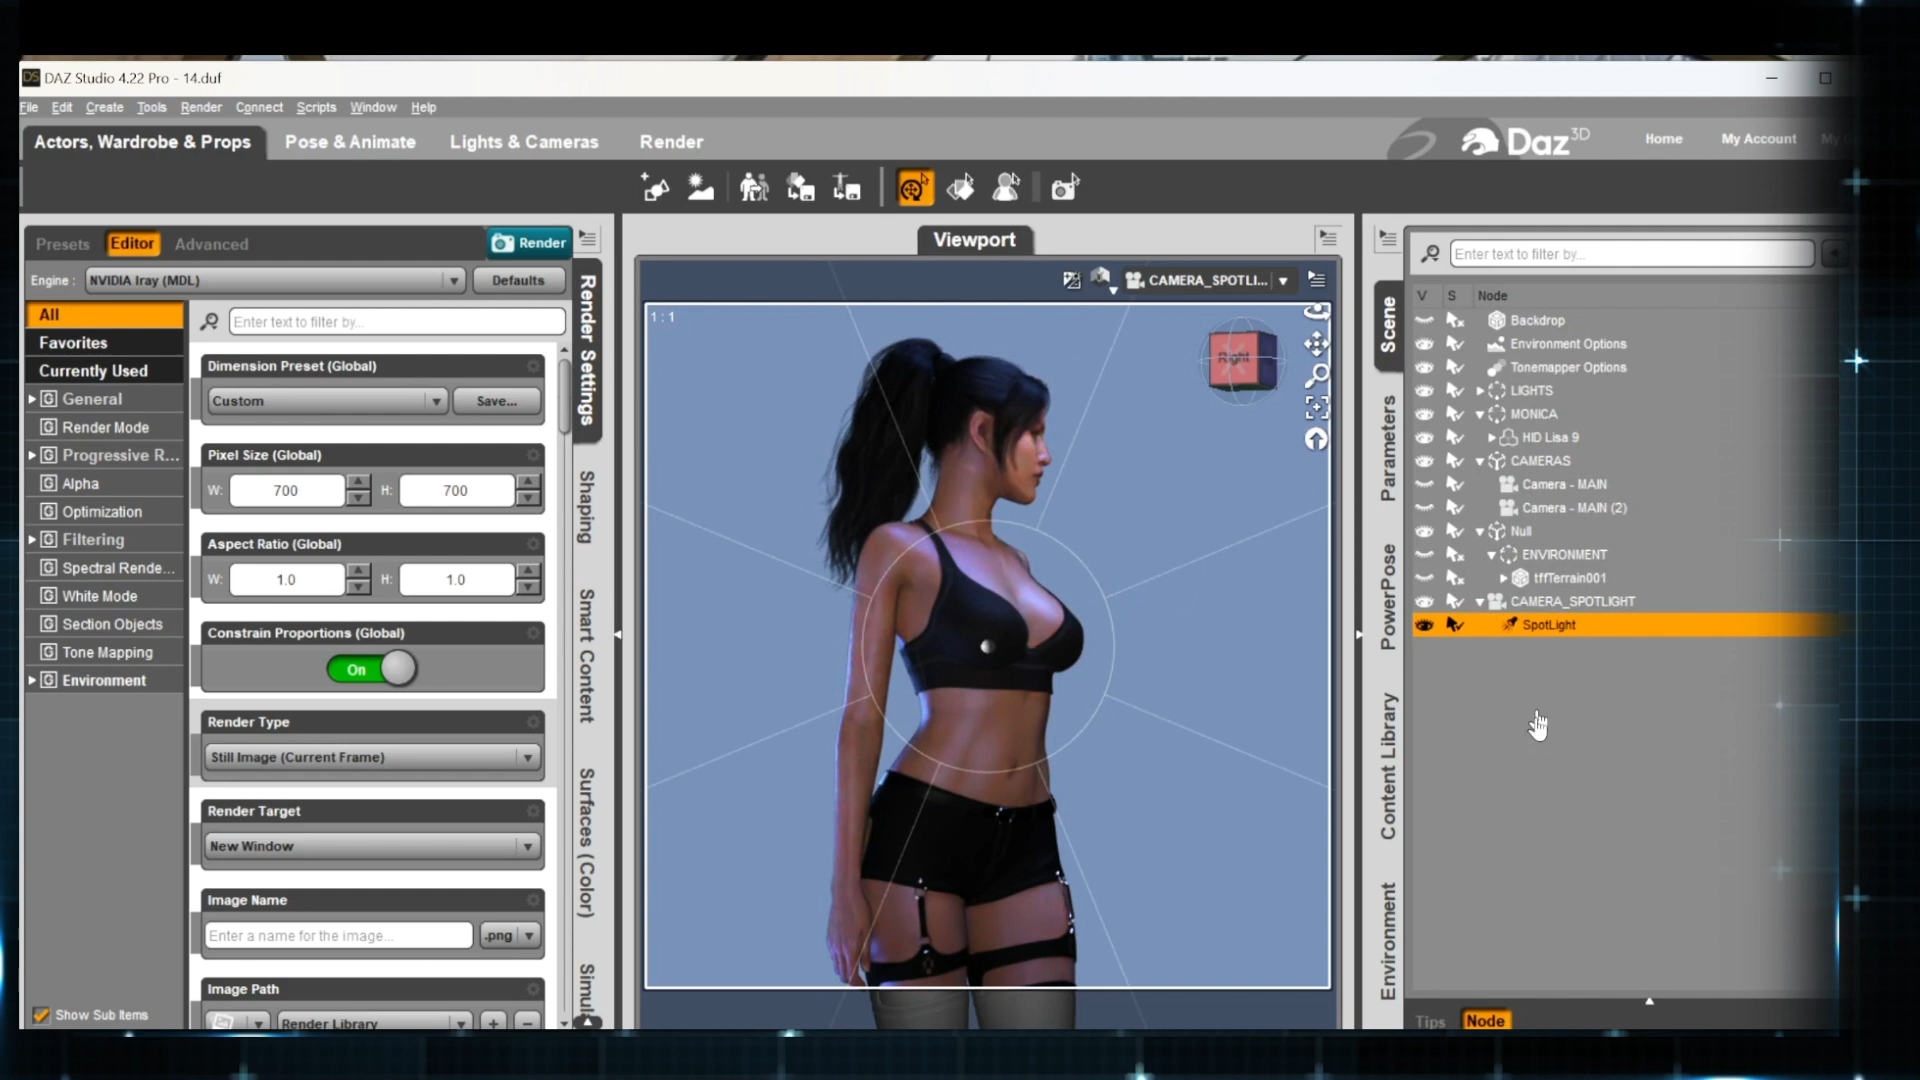 DS DAZ Studio 4.22 Pro - 14.duf
File Edit Create Tools Render Connect Scripts Window Help
Actors, Wardrobe & Props Pose & Animate Lights & Cameras Render
Daz 3D Home My Account My
Presets Editor Advanced Render
Engine : NVIDIA Iray (MDL) Defaults
All
Favorites
Currently Used
G General
G Render Mode
G Progressive R...
G Alpha
G Optimization
G Filtering
G Spectral Rende...
G White Mode
G Section Objects
G Tone Mapping
G Environment
Show Sub Items
Enter text to filter by...
Dimension Preset (Global)
Custom Save...
Pixel Size (Global)
W: 700 H: 700
Aspect Ratio (Global)
W: 1.0 H: 1.0
Constrain Proportions (Global)
On
Render Type
Still Image (Current Frame)
Render Target
New Window
Image Name
Enter a name for the image... .png
Image Path
Render Library
Render Settings
Shaping
Smart Content
Surfaces (Color)
Simul
Viewport
CAMERA_SPOTLI...
1 : 1
Right
Scene
Parameters
PowerPose
Content Library
Environment
Enter text to filter by...
V S Node
Backdrop
Environment Options
Tonemapper Options
LIGHTS
MONICA
HID Lisa 9
CAMERAS
Camera - MAIN
Camera - MAIN (2)
Null
ENVIRONMENT
tffTerrain001
CAMERA_SPOTLIGHT
SpotLight
Tips Node